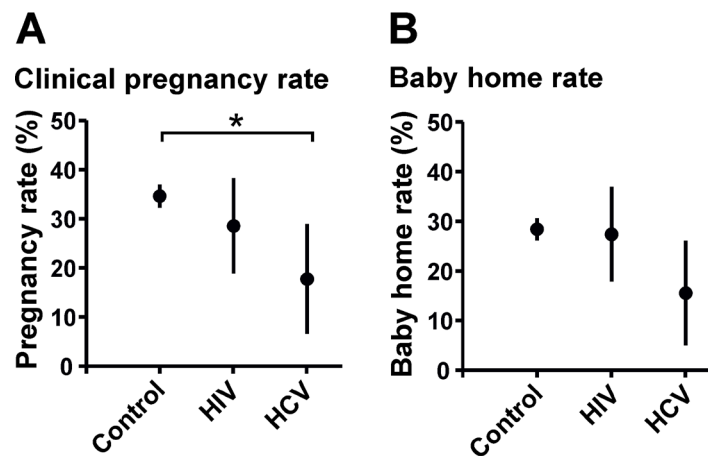 A
Clinical pregnancy rate
Pregnancy rate (%)
50
40
30
20
10
0
*
Control
HIV
HCV
B
Baby home rate
Baby home rate (%)
50
40
30
20
10
0
Control
HIV
HCV